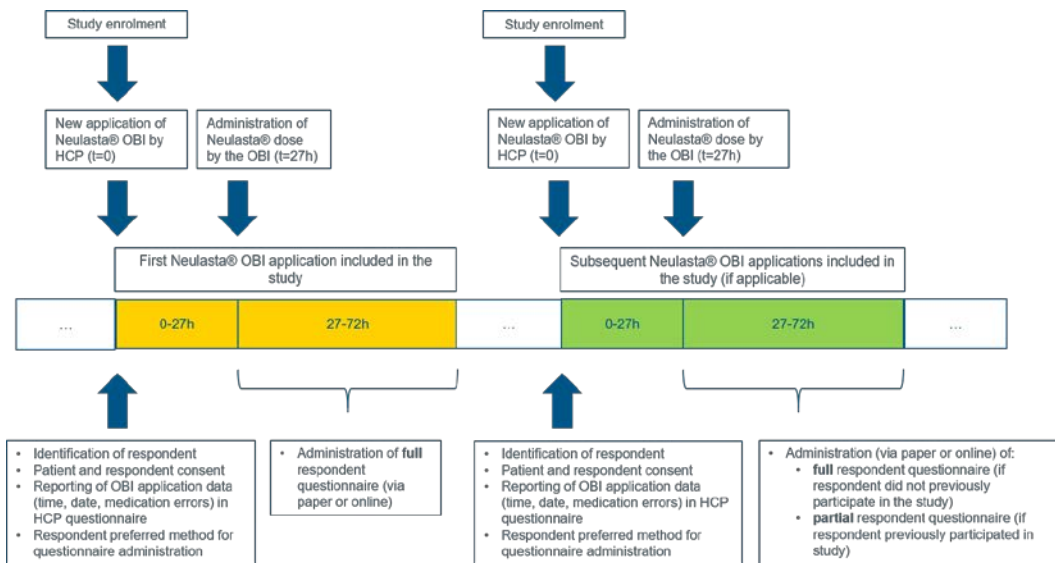 Study enrolment
Study enrolment
New application of
Neulasta® OBI by
HCP (t=0)
Administration of
Neulasta® dose
by the OBI (t=27h)
New application of
Neulasta® OBI by
HCP (t=0)
Administration of
Neulasta® dose by
the OBI (t=27h)
First Neulasta® OBI application included in the
study
Subsequent Neulasta® OBI applications included in
the study (if applicable)
...
0-27h
27-72h
...
0-27h
27-72h
...
• Identification of respondent
• Patient and respondent consent
• Reporting of OBI application data
(time, date, medication errors) in
HCP questionnaire
• Respondent preferred method for
questionnaire administration
• Administration of full
respondent
questionnaire (via
paper or online)
• Identification of respondent
• Patient and respondent consent
• Reporting of OBI application data
(time, date, medication errors) in HCP
questionnaire
• Respondent preferred method for
questionnaire administration
• Administration (via paper or online) of:
• full respondent questionnaire (if
respondent did not previously
participate in the study)
• partial respondent questionnaire (if
respondent previously participated in
study)